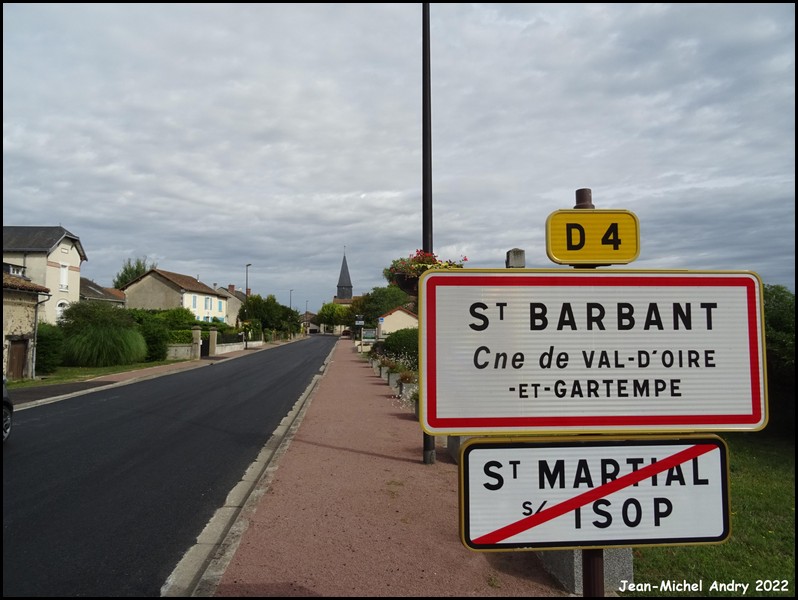 D 4
ST BARBANT
Cne de VAL-D'OIRE
-ET-GARTEMPE
ST MARTIAL
S/ ISOP
Jean-Michel Andry 2022